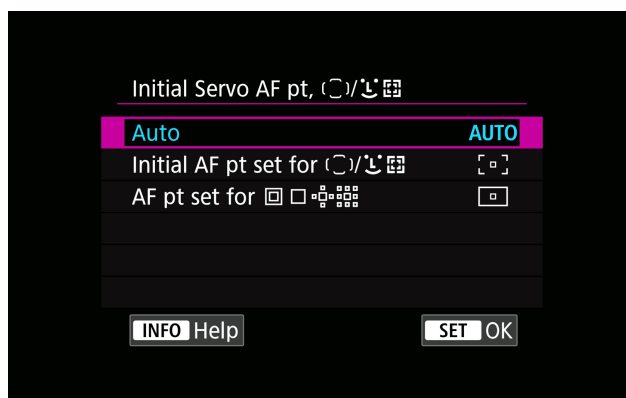 Initial Servo AF pt, ( )/
Auto AUTO
Initial AF pt set for ( )/
AF pt set for
INFO Help SET OK